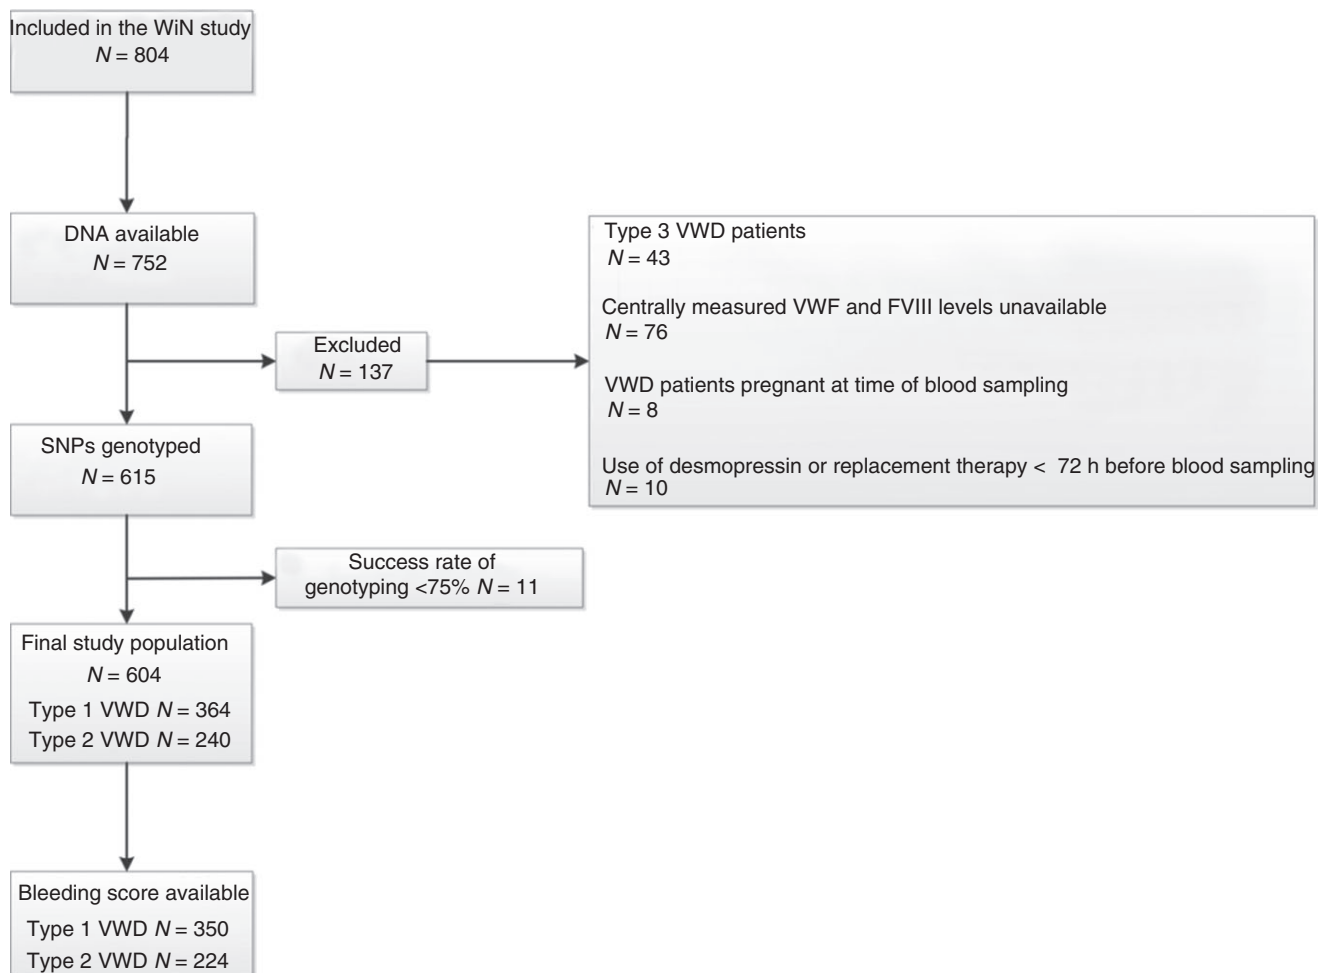 Included in the WiN study
N = 804
DNA available
N = 752
Excluded
N = 137
Type 3 VWD patients
N = 43
Centrally measured VWF and FVIII levels unavailable
N = 76
VWD patients pregnant at time of blood sampling
N = 8
Use of desmopressin or replacement therapy < 72 h before blood sampling
N = 10
SNPs genotyped
N = 615
Success rate of
genotyping <75% N = 11
Final study population
N = 604
Type 1 VWD N = 364
Type 2 VWD N = 240
Bleeding score available
Type 1 VWD N = 350
Type 2 VWD N = 224